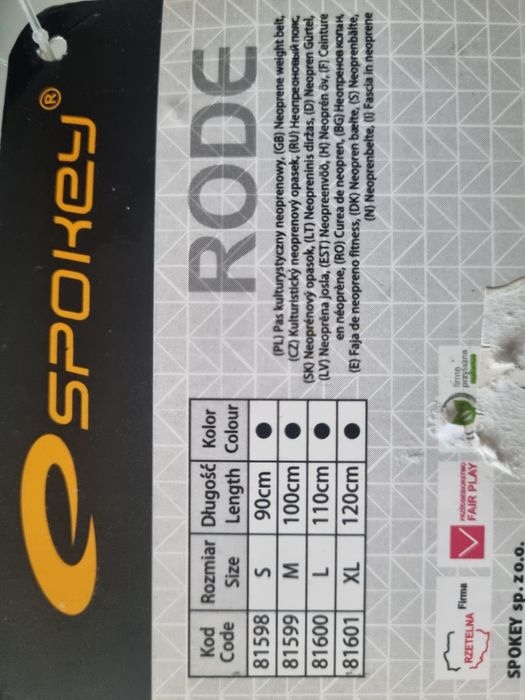 SPOKEY®
RODE
(PL) Pas kulturystyczny neoprenowy, (GB) Neoprene weight belt,
(CZ) Kulturistický neoprenový opasek, (RU) Неопреновый пояс,
(SK) Neoprénový opasok, (LT) Neopreninis diržas, (D) Neopren Gürtel,
(LV) Neoprēna josla, (EST) Neopreenvöö, (H) Neoprén öv, (F) Ceinture
en néoprène, (RO) Curea de neopren, (BG) Неопренов колан,
(E) Faja de neopreno fitness, (DK) Neopren bælte, (S) Neoprenbälte,
(N) Neoprenbelte, (I) Fascia in neoprene
Kod Rozmiar Długość Kolor
Code Size Length Colour
81598 S 90cm ●
81599 M 100cm ●
81600 L 110cm ●
81601 XL 120cm ●
RZETELNA Firma
PRZEDSIĘBIORSTWO
FAIR PLAY
firma
przyjazna
SPOKEY sp. z o.o.